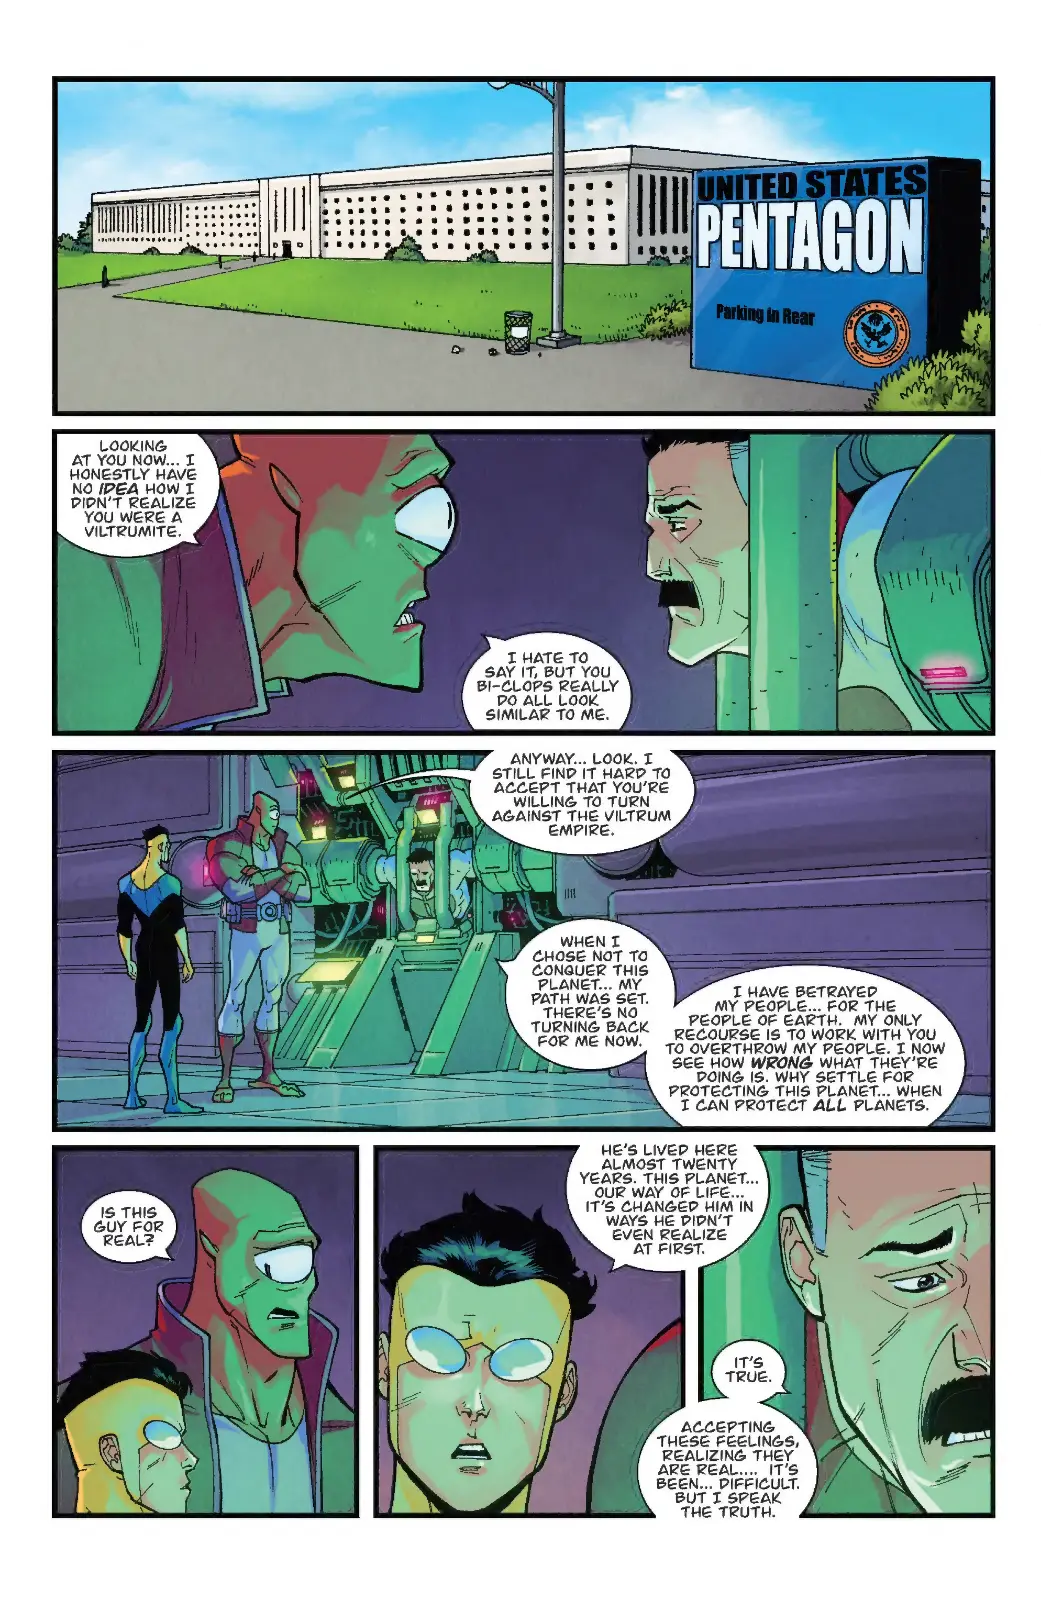 UNITED STATES
PENTAGON
Parking in Rear
LOOKING
AT YOU NOW... I
HONESTLY HAVE
NO IDEA HOW I
DIDN'T REALIZE
YOU WERE A
VILTRUMITE.
I HATE TO
SAY IT, BUT YOU
BI-CLOPS REALLY
DO ALL LOOK
SIMILAR TO ME.
ANYWAY... LOOK. I
STILL FIND IT HARD TO
ACCEPT THAT YOU'RE
WILLING TO TURN
AGAINST THE VILTRUM
EMPIRE.
WHEN I
CHOSE NOT TO
CONQUER THIS
PLANET... MY
PATH WAS SET.
THERE'S NO
TURNING BACK
FOR ME NOW.
I HAVE BETRAYED
MY PEOPLE... FOR THE
PEOPLE OF EARTH. MY ONLY
RECOURSE IS TO WORK WITH YOU
TO OVERTHROW MY PEOPLE. I NOW
SEE HOW WRONG WHAT THEY'RE
DOING IS. WHY SETTLE FOR
PROTECTING THIS PLANET... WHEN
I CAN PROTECT ALL PLANETS.
IS THIS
GUY FOR
REAL?
HE'S LIVED HERE
ALMOST TWENTY
YEARS. THIS PLANET...
OUR WAY OF LIFE...
IT'S CHANGED HIM IN
WAYS HE DIDN'T
EVEN REALIZE
AT FIRST.
IT'S
TRUE.
ACCEPTING
THESE FEELINGS,
REALIZING THEY
ARE REAL.... IT'S
BEEN... DIFFICULT.
BUT I SPEAK
THE TRUTH.